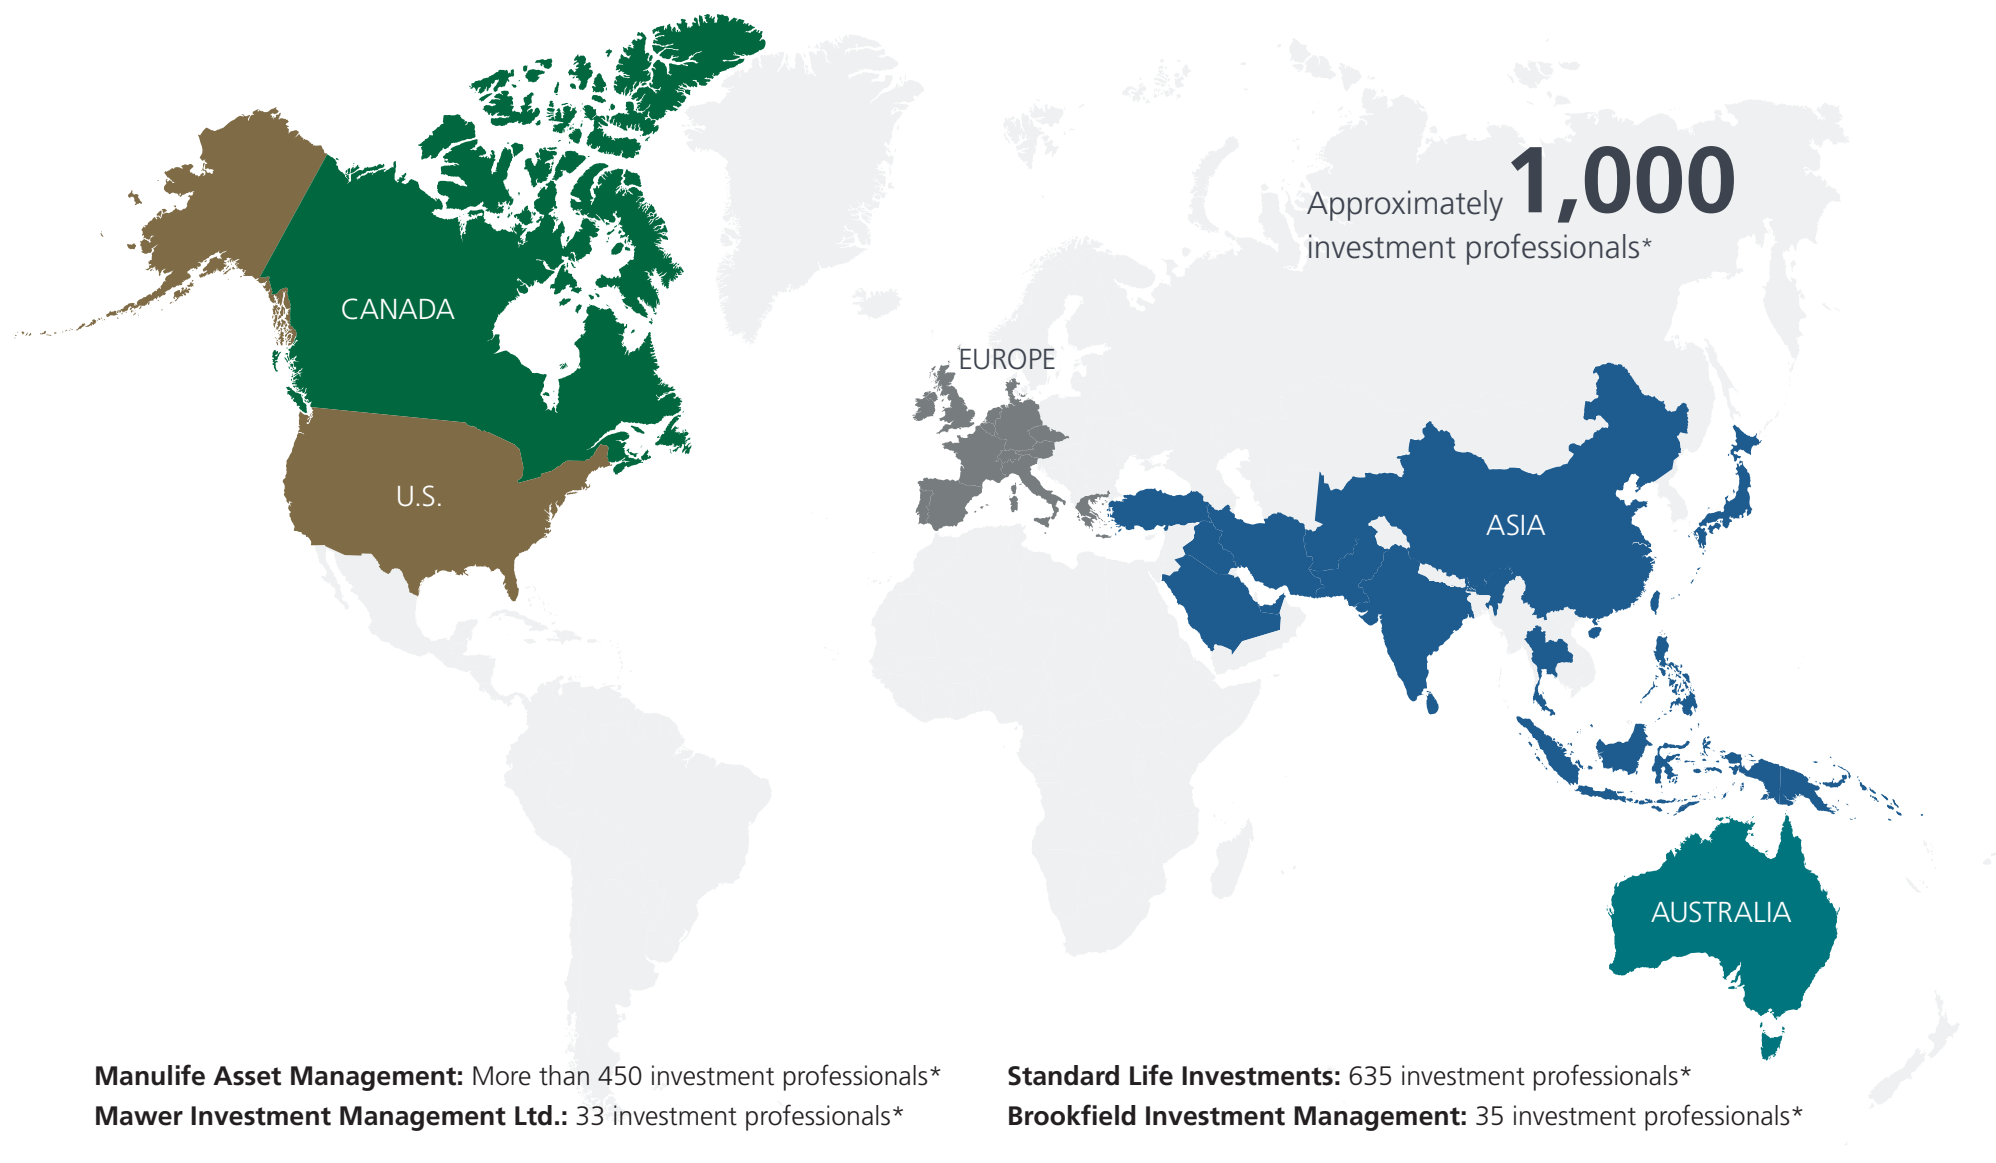 Approximately 1,000
investment professionals*
CANADA
EUROPE
U.S.
ASIA
AUSTRALIA
Manulife Asset Management: More than 450 investment professionals*
Mawer Investment Management Ltd.: 33 investment professionals*
Standard Life Investments: 635 investment professionals*
Brookfield Investment Management: 35 investment professionals*